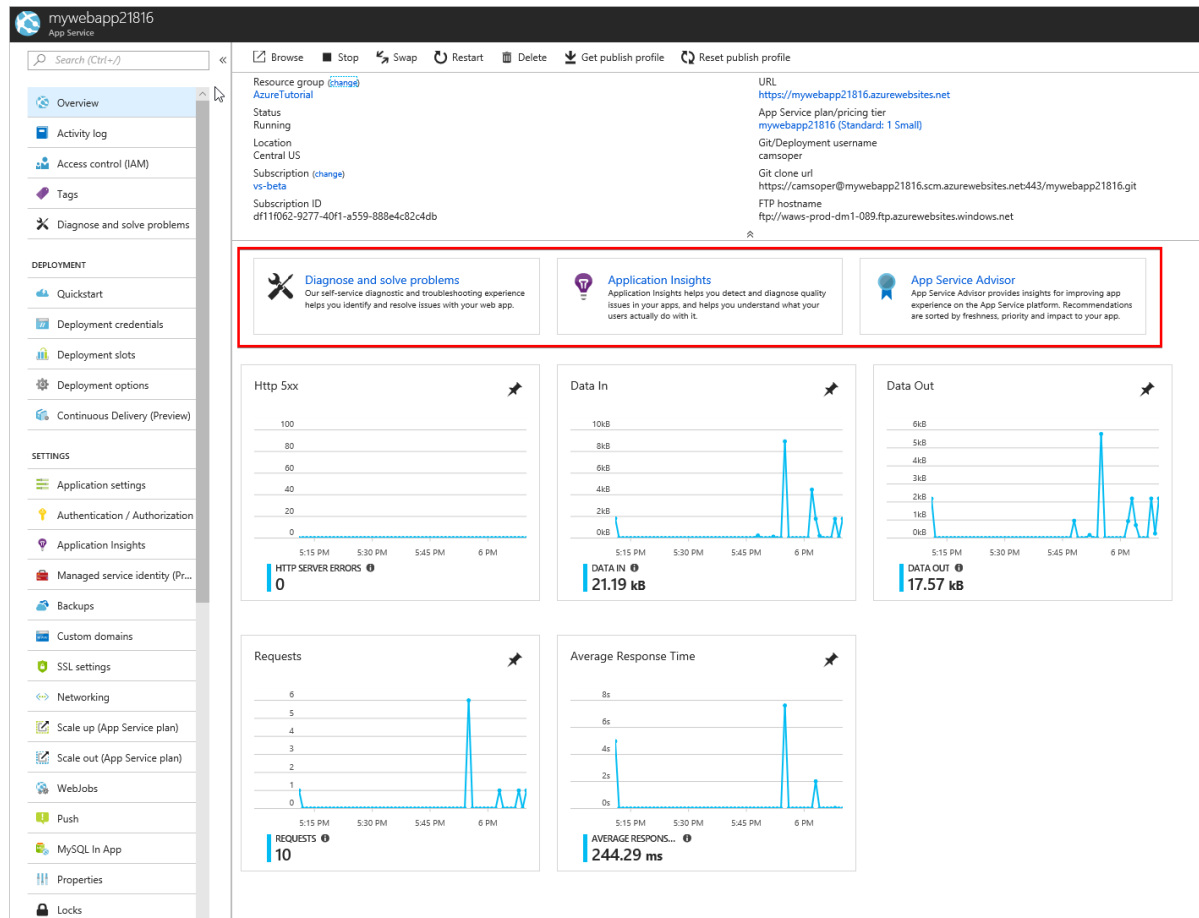 mywebapp21816
App Service
Search (Ctrl+/)
«
Overview
Activity log
Access control (IAM)
Tags
Diagnose and solve problems
DEPLOYMENT
Quickstart
Deployment credentials
Deployment slots
Deployment options
Continuous Delivery (Preview)
SETTINGS
Application settings
Authentication / Authorization
Application Insights
Managed service identity (Pr...
Backups
Custom domains
SSL settings
Networking
Scale up (App Service plan)
Scale out (App Service plan)
WebJobs
Push
MySQL In App
Properties
Locks
Browse Stop Swap Restart Delete Get publish profile Reset publish profile
Resource group (change)
AzureTutorial
Status
Running
Location
Central US
Subscription (change)
vs-beta
Subscription ID
df11f062-9277-40f1-a559-888e4c82c4db
URL
https://mywebapp21816.azurewebsites.net
App Service plan/pricing tier
mywebapp21816 (Standard: 1 Small)
Git/Deployment username
camsoper
Git clone url
https://camsoper@mywebapp21816.scm.azurewebsites.net:443/mywebapp21816.git
FTP hostname
ftp://waws-prod-dm1-089.ftp.azurewebsites.windows.net
Diagnose and solve problems
Our self-service diagnostic and troubleshooting experience
helps you identify and resolve issues with your web app.
Application Insights
Application Insights helps you detect and diagnose quality
issues in your apps, and helps you understand what your
users actually do with it.
App Service Advisor
App Service Advisor provides insights for improving app
experience on the App Service platform. Recommendations
are sorted by freshness, priority and impact to your app.
Http 5xx
100
80
60
40
20
0
5:15 PM 5:30 PM 5:45 PM 6 PM
HTTP SERVER ERRORS
0
Data In
10kB
8kB
6kB
4kB
2kB
0kB
5:15 PM 5:30 PM 5:45 PM 6 PM
DATA IN
21.19 kB
Data Out
6kB
5kB
4kB
3kB
2kB
1kB
0kB
5:15 PM 5:30 PM 5:45 PM 6 PM
DATA OUT
17.57 kB
Requests
6
5
4
3
2
1
0
5:15 PM 5:30 PM 5:45 PM 6 PM
REQUESTS
10
Average Response Time
8s
6s
4s
2s
0s
5:15 PM 5:30 PM 5:45 PM 6 PM
AVERAGE RESPONS...
244.29 ms